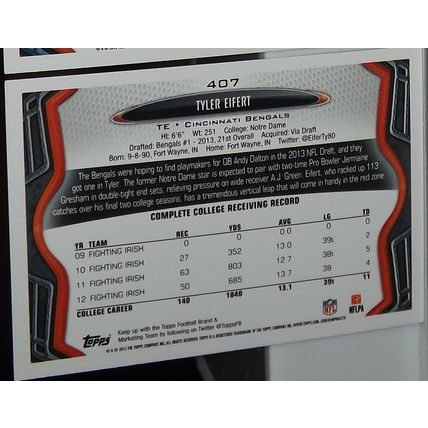 407
TYLER EIFERT
TE • CINCINNATI BENGALS
Ht: 6'6" Wt: 251 College: Notre Dame
Drafted: Bengals #1 - 2013, 21st Overall Acquired: Via Draft
Born: 9-8-90, Fort Wayne, IN Home: Fort Wayne, IN Twitter: @EiferTy80
The Bengals were hoping to find playmakers for QB Andy Dalton in the 2013 NFL Draft, and they
got one in Tyler. The former Notre Dame star is expected to pair with two-time Pro Bowler Jermaine
Gresham in double-tight end sets, relieving pressure on wide receiver A.J. Green. Eifert, who racked up 113
catches over his final two college seasons, has a tremendous vertical leap that will come in handy in the red zone.
COMPLETE COLLEGE RECEIVING RECORD
YR TEAM REC YDS AVG LG TD
09 FIGHTING IRISH 0 0 0.0 0 0
10 FIGHTING IRISH 27 352 13.0 39t 2
11 FIGHTING IRISH 63 803 12.7 37 5
12 FIGHTING IRISH 50 685 13.7 38 4
COLLEGE CAREER 140 1840 13.1 39t 11
Topps
Keep up with the Topps Football Brand &
Marketing Team by following on Twitter @ToppsFB
NFL
NFLPA